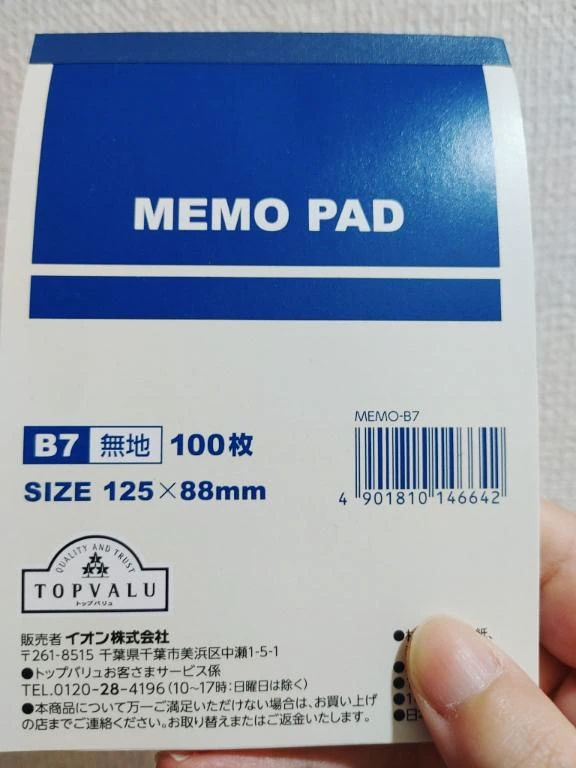 MEMO PAD
B7 無地 100枚
SIZE 125×88mm
MEMO-B7
4 901810 146642
QUALITY AND TRUST
TOPVALU
トップバリュ
販売者 イオン株式会社
〒261-8515 千葉県千葉市美浜区中瀬1-5-1
●トップバリュお客さまサービス係
TEL.0120-28-4196(10〜17時:日曜日は除く)
●本商品について万一ご満足いただけない場合は、お買い上げ
の店までご連絡ください。お取り替えまたはご返金いたします。